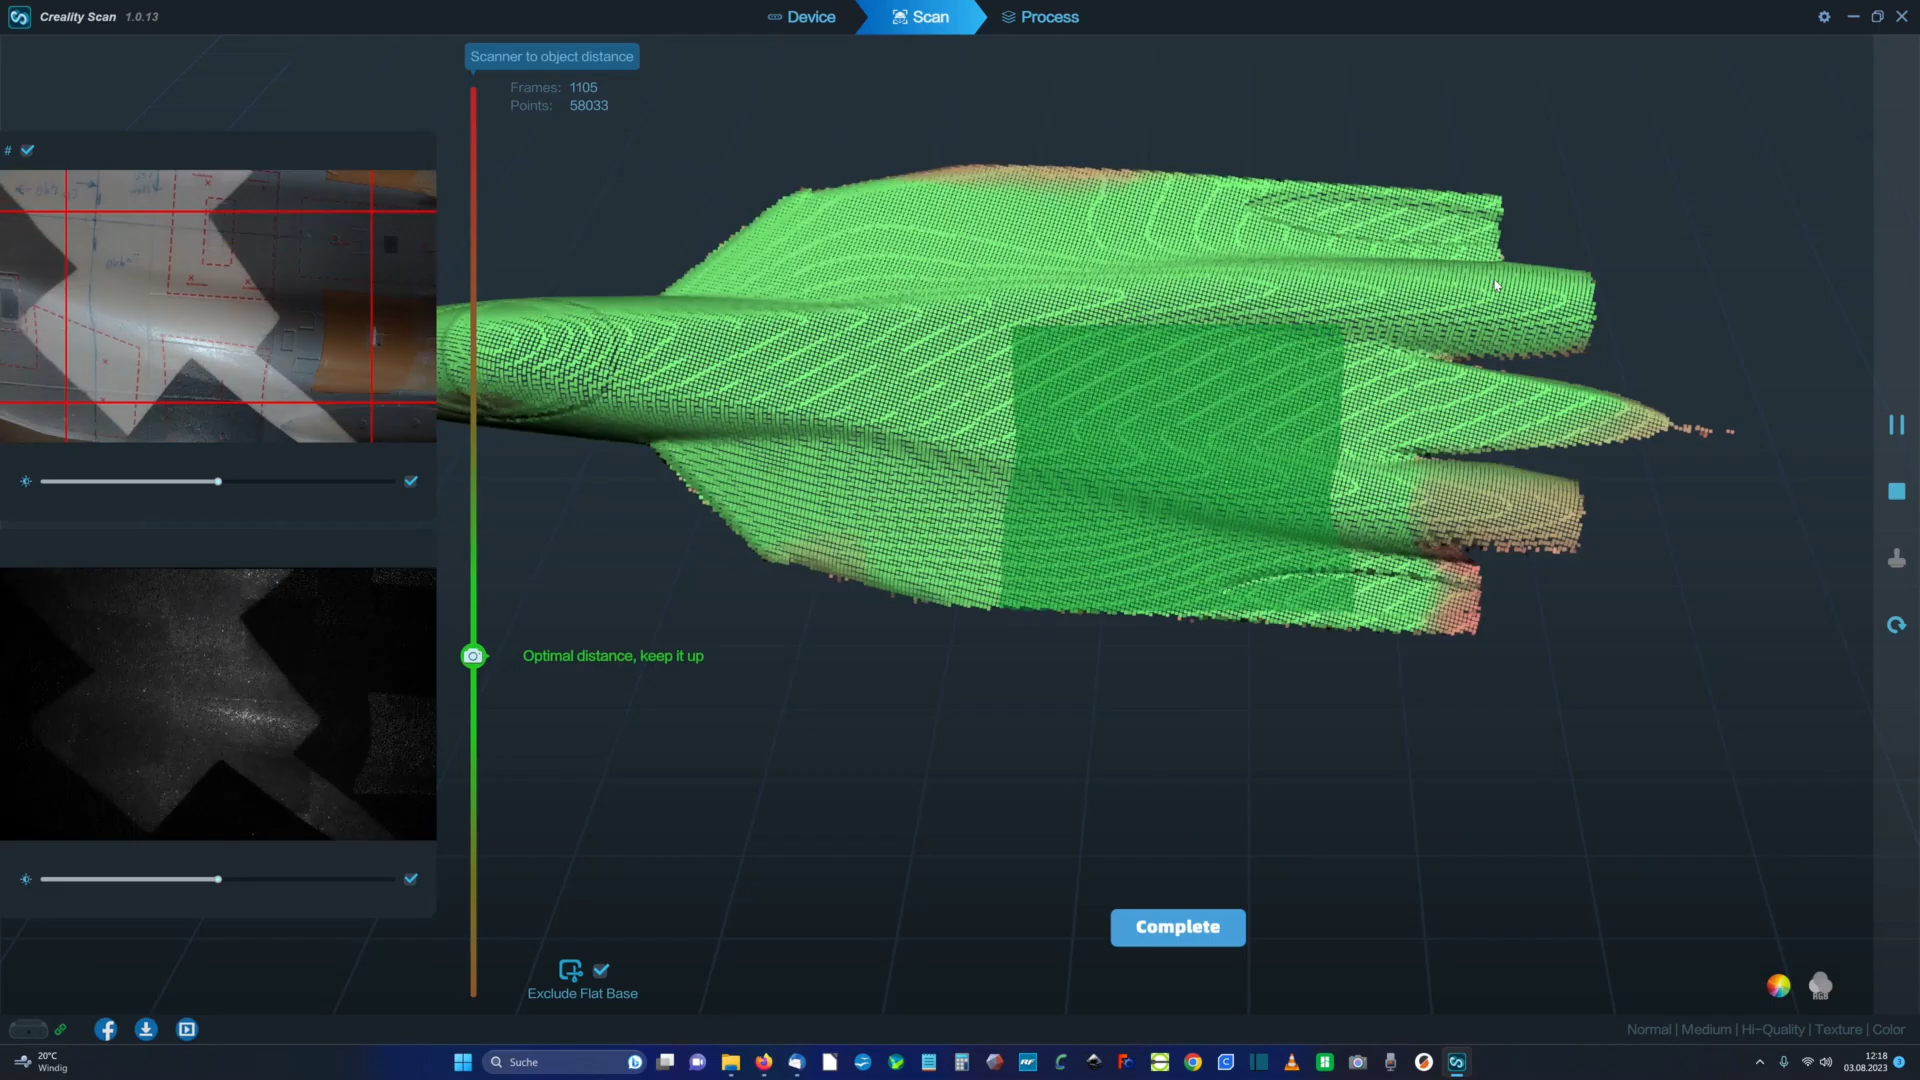 Creality Scan 1.0.13
Device
Scan
Process
Scanner to object distance
Frames: 1105
Points: 58033
#
Optimal distance, keep it up
Complete
Exclude Flat Base
RGB
Normal | Medium | Hi-Quality | Texture | Color
20°C
Windig
Suche
12:18
03.08.2023